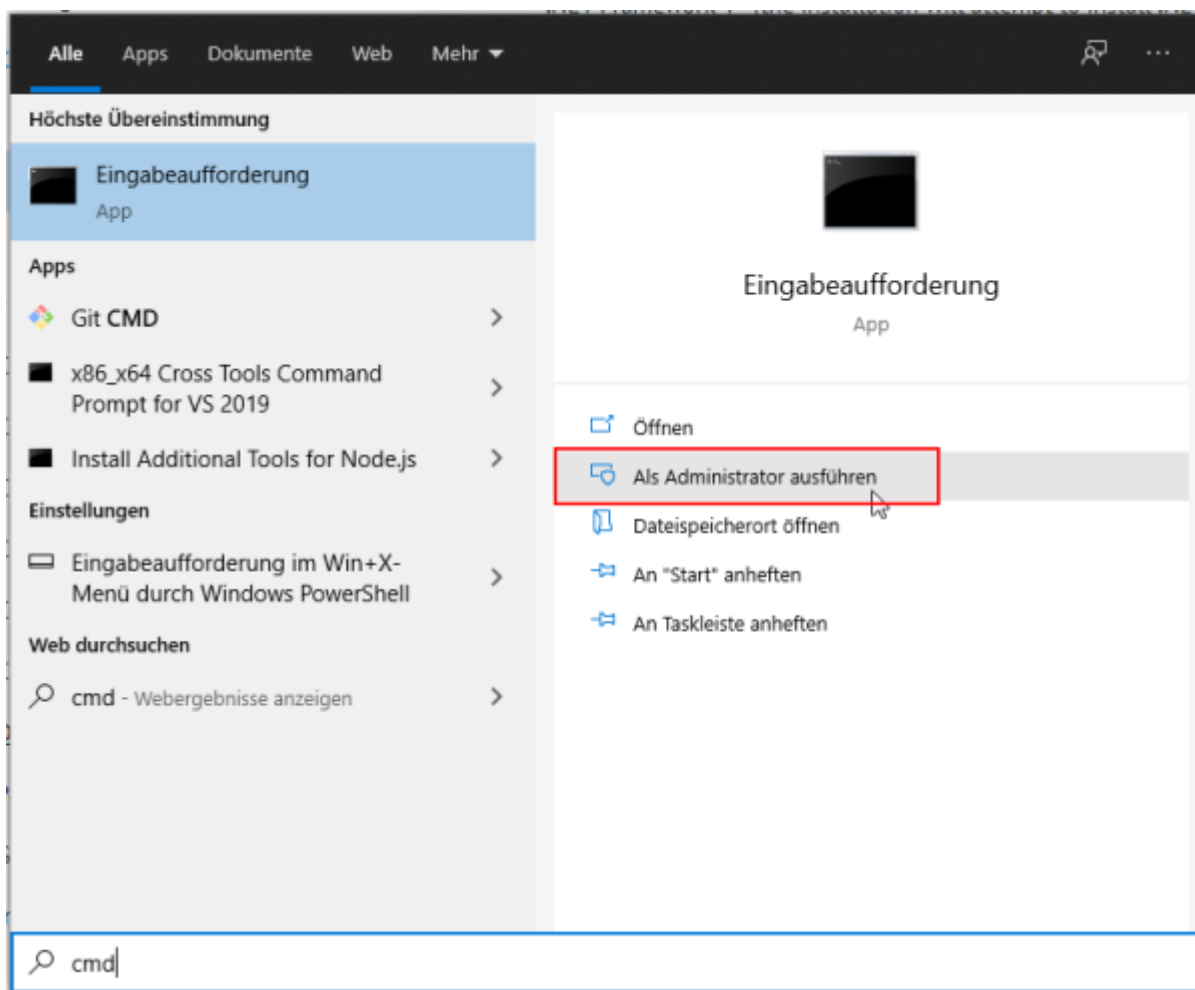 Alle Apps Dokumente Web Mehr
Höchste Übereinstimmung
Eingabeaufforderung
App
Apps
Git CMD
x86_x64 Cross Tools Command
Prompt for VS 2019
Install Additional Tools for Node.js
Einstellungen
Eingabeaufforderung im Win+X-
Menü durch Windows PowerShell
Web durchsuchen
cmd - Webergebnisse anzeigen
Eingabeaufforderung
App
Öffnen
Als Administrator ausführen
Dateispeicherort öffnen
An "Start" anheften
An Taskleiste anheften
cmd